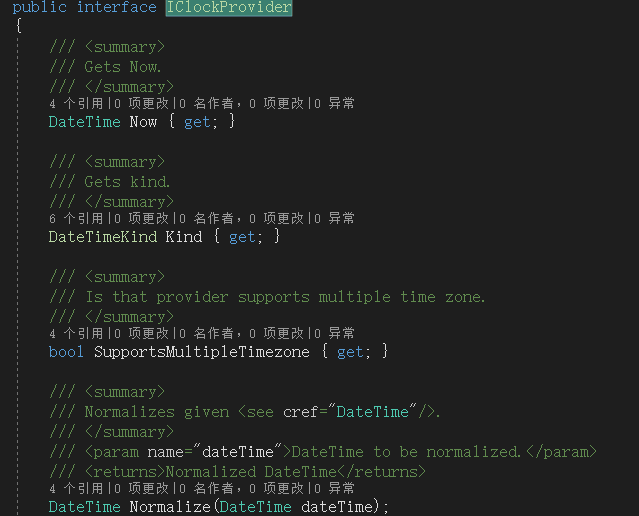 public interface IClockProvider
{
/// <summary>
/// Gets Now.
/// </summary>
4 个引用|0 项更改|0 名作者，0 项更改|0 异常
DateTime Now { get; }
/// <summary>
/// Gets kind.
/// </summary>
6 个引用|0 项更改|0 名作者，0 项更改|0 异常
DateTimeKind Kind { get; }
/// <summary>
/// Is that provider supports multiple time zone.
/// </summary>
4 个引用|0 项更改|0 名作者，0 项更改|0 异常
bool SupportsMultipleTimezone { get; }
/// <summary>
/// Normalizes given <see cref="DateTime"/>.
/// </summary>
/// <param name="dateTime">DateTime to be normalized.</param>
/// <returns>Normalized DateTime</returns>
4 个引用|0 项更改|0 名作者，0 项更改|0 异常
DateTime Normalize(DateTime dateTime);